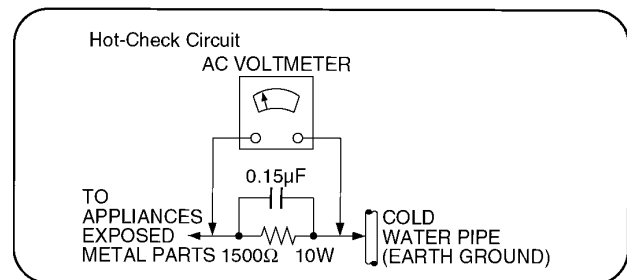 Hot-Check Circuit
AC VOLTMETER
0.15µF
TO
APPLIANCES
EXPOSED
METAL PARTS
1500Ω 10W
COLD
WATER PIPE
(EARTH GROUND)